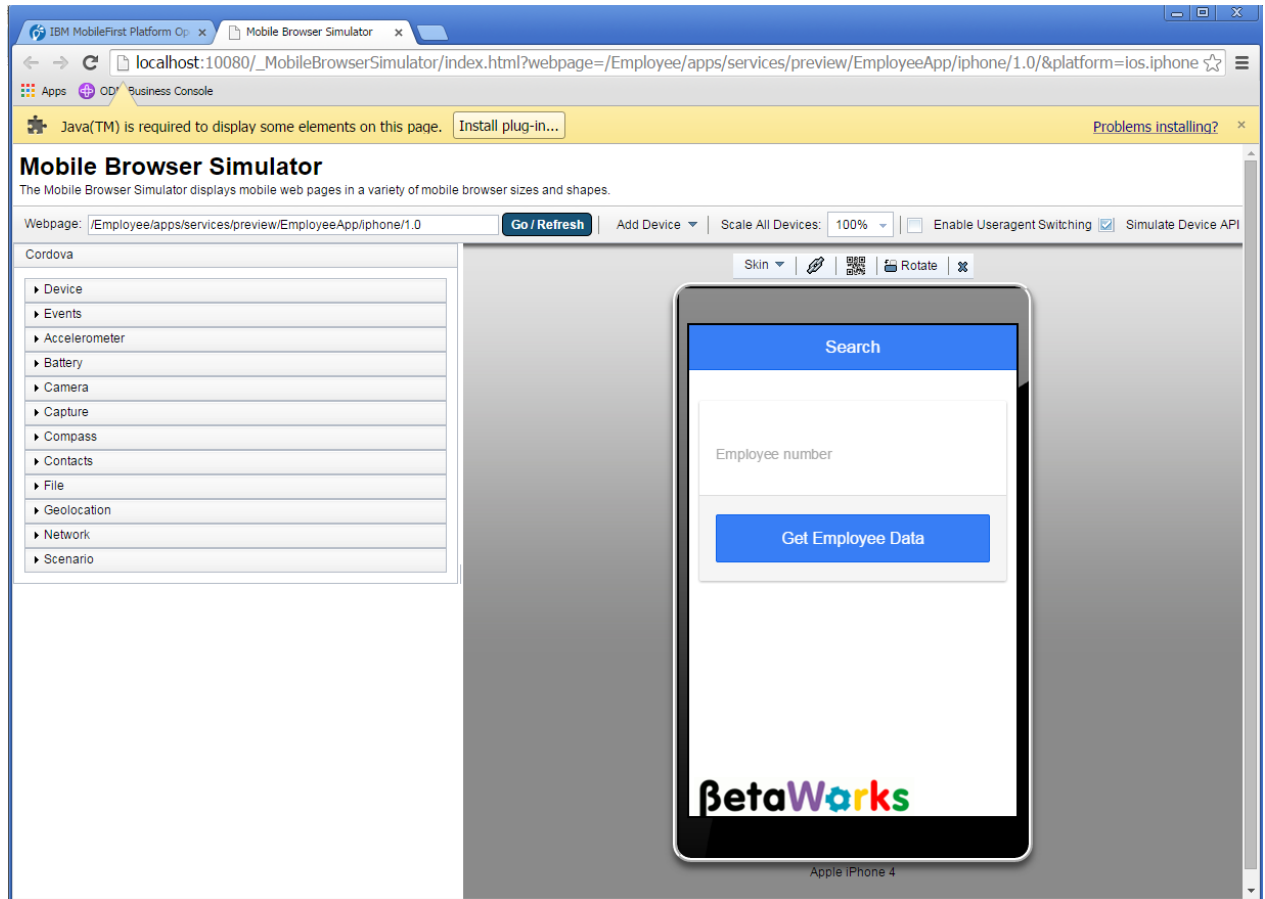 IBM MobileFirst Platform Op
Mobile Browser Simulator
localhost:10080/_MobileBrowserSimulator/index.html?webpage=/Employee/apps/services/preview/EmployeeApp/iphone/1.0/&platform=ios.iphone
Apps Business Console
Java(TM) is required to display some elements on this page. Install plug-in... Problems installing?
Mobile Browser Simulator
The Mobile Browser Simulator displays mobile web pages in a variety of mobile browser sizes and shapes.
Webpage: /Employee/apps/services/preview/EmployeeApp/iphone/1.0 Go / Refresh Add Device Scale All Devices: 100% Enable Useragent Switching Simulate Device API
Cordova
Skin Rotate
Device
Events
Accelerometer
Battery
Camera
Capture
Compass
Contacts
File
Geolocation
Network
Scenario
Search
Employee number
Get Employee Data
βetaWorks
Apple iPhone 4